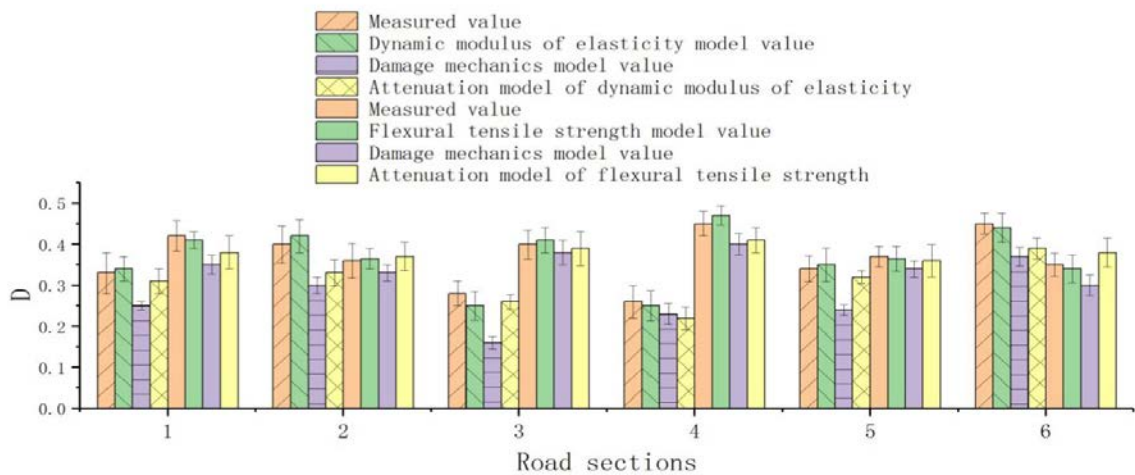 Measured value
Dynamic modulus of elasticity model value
Damage mechanics model value
Attenuation model of dynamic modulus of elasticity
Measured value
Flexural tensile strength model value
Damage mechanics model value
Attenuation model of flexural tensile strength
0.5
0.4
0.3
0.2
0.1
0.0
D
1 2 3 4 5 6
Road sections